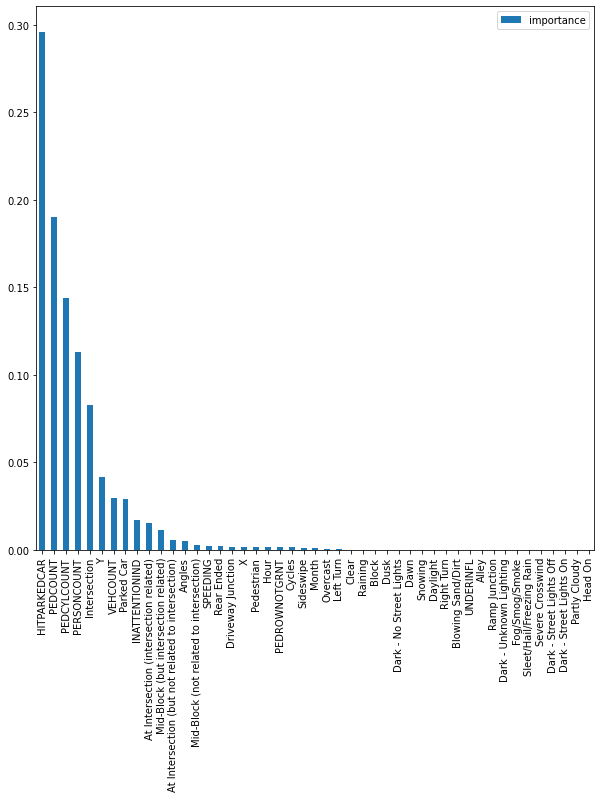 importance
0.30
0.25
0.20
0.15
0.10
0.05
0.00
HITPARKEDCAR
PEDCOUNT
PEDCYLCOUNT
PERSONCOUNT
Intersection
Y
VEHCOUNT
Parked Car
INATTENTIONIND
At Intersection (intersection related)
Mid-Block (but intersection related)
At Intersection (but not related to intersection)
Angles
Mid-Block (not related to intersection)
SPEEDING
Rear Ended
Driveway Junction
X
Pedestrian
Hour
PEDROWNOTGRNT
Cycles
Sideswipe
Month
Overcast
Left Turn
Clear
Raining
Block
Dusk
Dark - No Street Lights
Dawn
Snowing
Daylight
Right Turn
Blowing Sand/Dirt
UNDERINFL
Alley
Ramp Junction
Dark - Unknown Lighting
Fog/Smog/Smoke
Sleet/Hail/Freezing Rain
Severe Crosswind
Dark - Street Lights Off
Dark - Street Lights On
Partly Cloudy
Head On